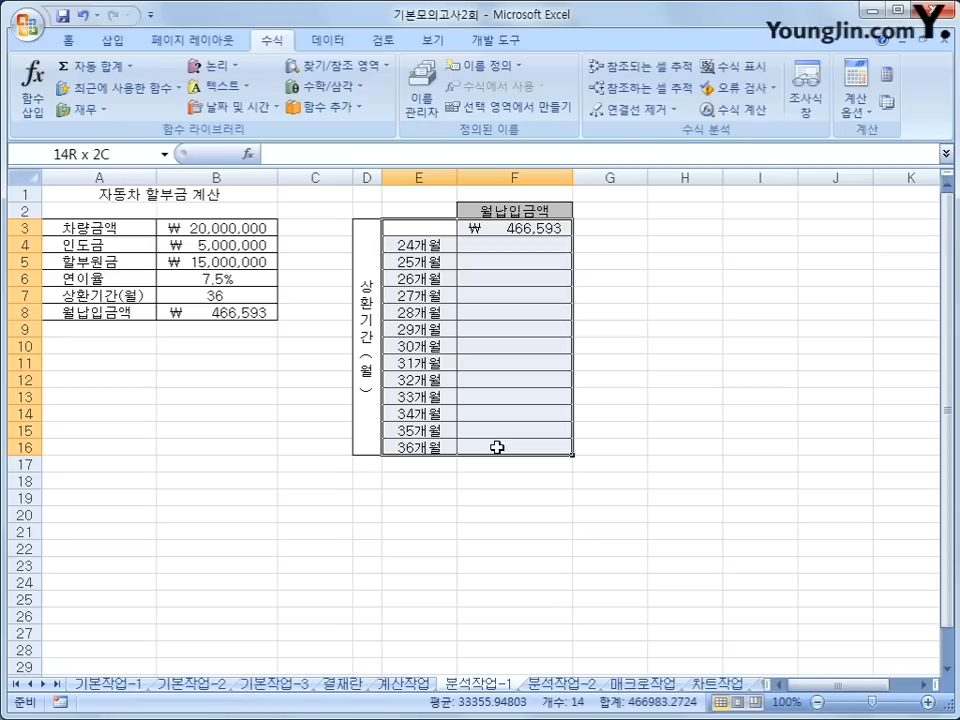 기본모의고사2회 - Microsoft Excel
YoungJin.com Y.
홈 삽입 페이지 레이아웃 수식 데이터 검토 보기 개발 도구
fx 함수 삽입
Σ 자동 합계
최근에 사용한 함수
재무
논리
텍스트
날짜 및 시간
찾기/참조 영역
수학/삼각
함수 추가
함수 라이브러리
이름 관리자
이름 정의
수식에서 사용
선택 영역에서 만들기
정의된 이름
참조되는 셀 추적
참조하는 셀 추적
연결선 제거
수식 표시
오류 검사
수식 계산
조사식 창
수식 분석
계산 옵션
계산
14R x 2C fx
A B C D E F G H I J K
1 자동차 할부금 계산
2 월납입금액
3 차량금액 ₩ 20,000,000 ₩ 466,593
4 인도금 ₩ 5,000,000 24개월
5 할부원금 ₩ 15,000,000 25개월
6 연이율 7.5% 26개월
7 상환기간(월) 36 27개월
8 월납입금액 ₩ 466,593 28개월
9 29개월
10 30개월
11 31개월
12 32개월
13 33개월
14 34개월
15 35개월
16 36개월
상환기간(월)
17
18
19
20
21
22
23
24
25
26
27
28
29
기본작업-1 기본작업-2 기본작업-3 결재란 계산작업 분석작업-1 분석작업-2 매크로작업 차트작업
준비 평균: 33355.94803 개수: 14 합계: 466983.2724 100%